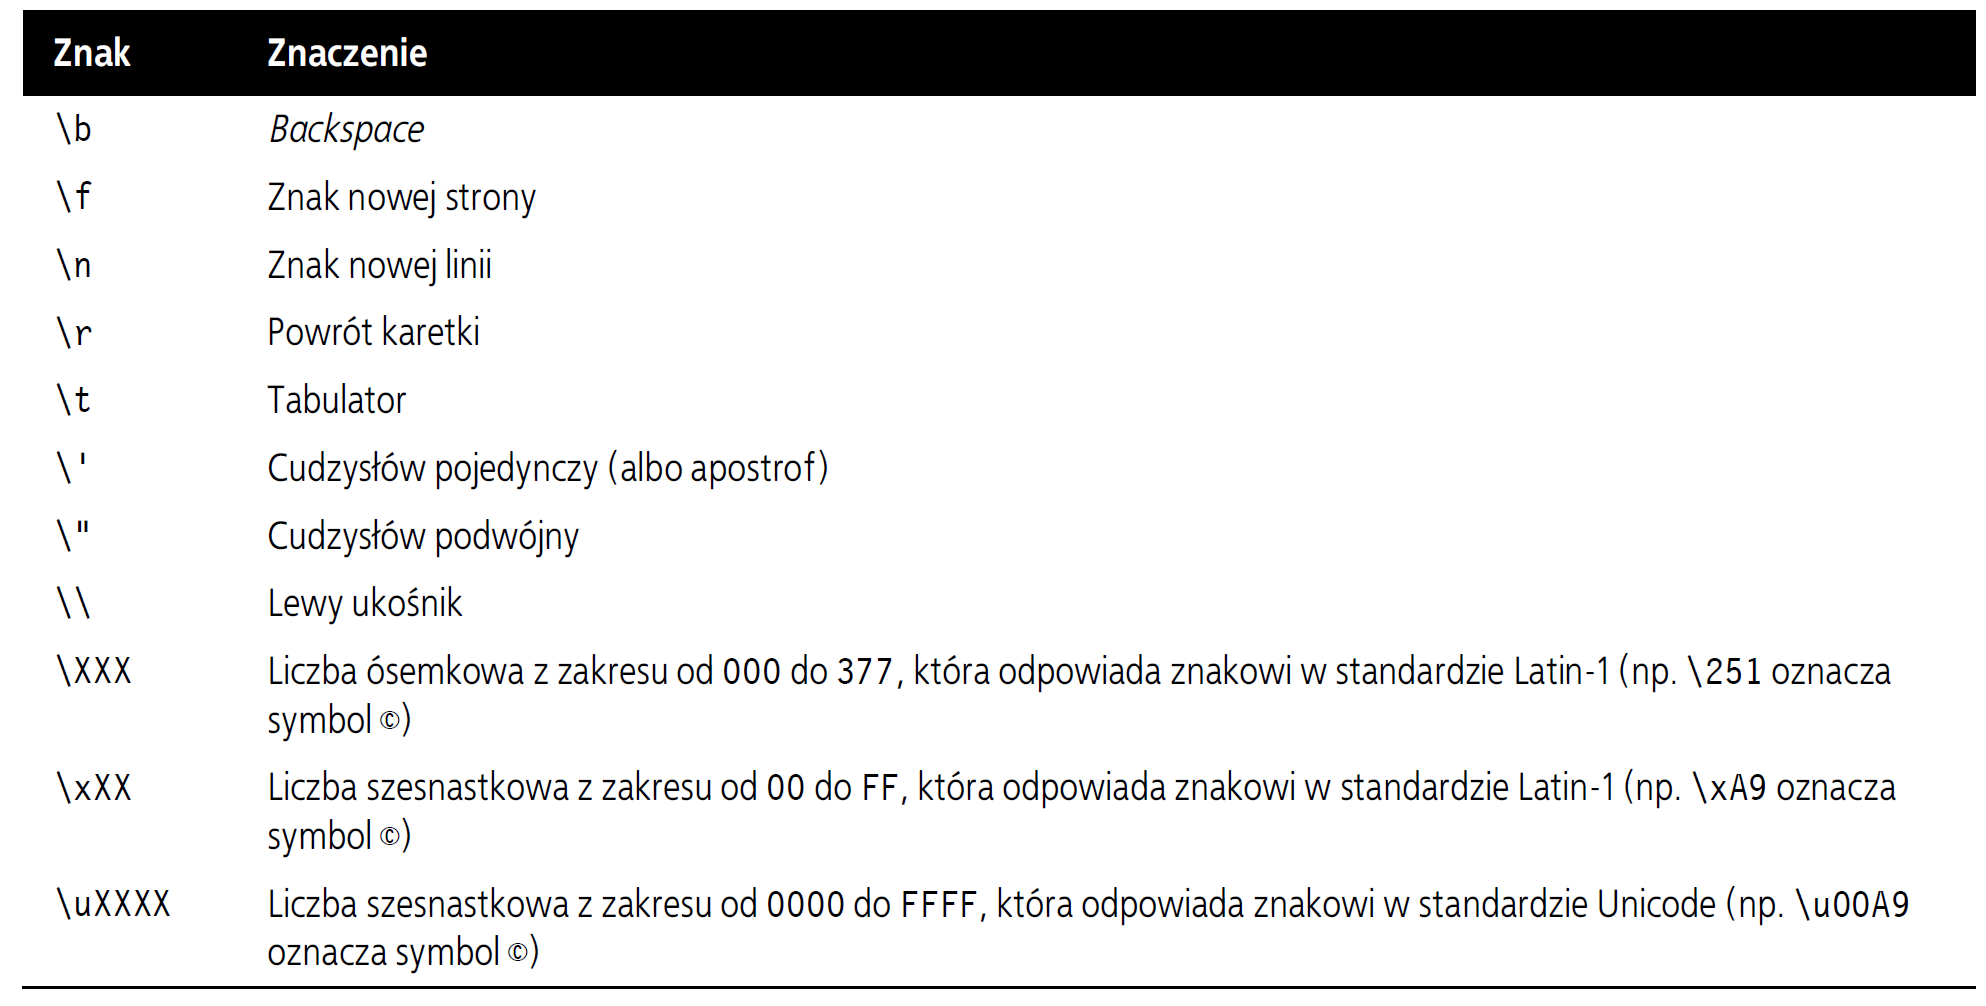 Znak Znaczenie
\b Backspace
\f Znak nowej strony
\n Znak nowej linii
\r Powrót karetki
\t Tabulator
\' Cudzysłów pojedynczy (albo apostrof)
\" Cudzysłów podwójny
\\ Lewy ukośnik
\XXX Liczba ósemkowa z zakresu od 000 do 377, która odpowiada znakowi w standardzie Latin-1 (np. \251 oznacza
symbol ©)
\xXX Liczba szesnastkowa z zakresu od 00 do FF, która odpowiada znakowi w standardzie Latin-1 (np. \xA9 oznacza
symbol ©)
\uXXXX Liczba szesnastkowa z zakresu od 0000 do FFFF, która odpowiada znakowi w standardzie Unicode (np. \u00A9
oznacza symbol ©)